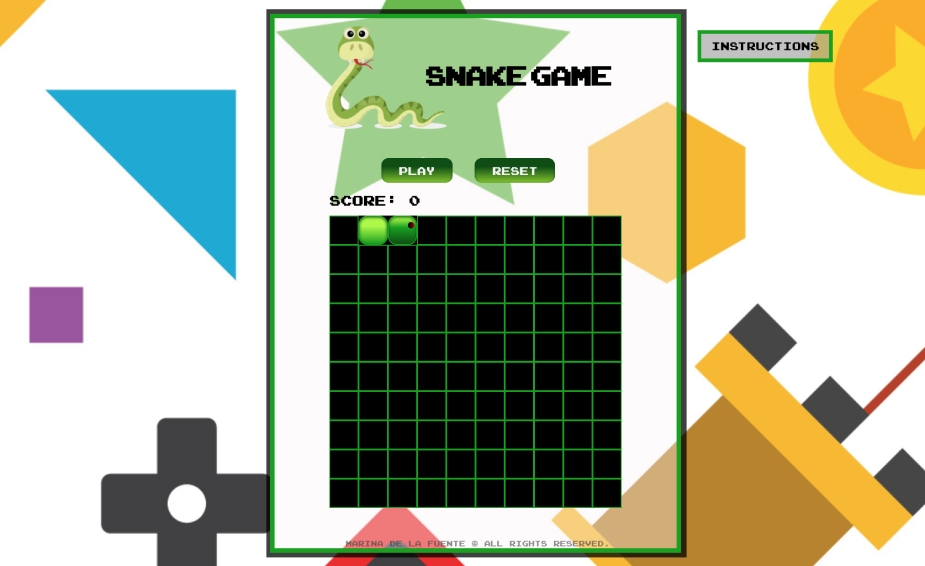 INSTRUCTIONS
SNAKE GAME
PLAY
RESET
SCORE: 0
MARINA DE LA FUENTE © ALL RIGHTS RESERVED.